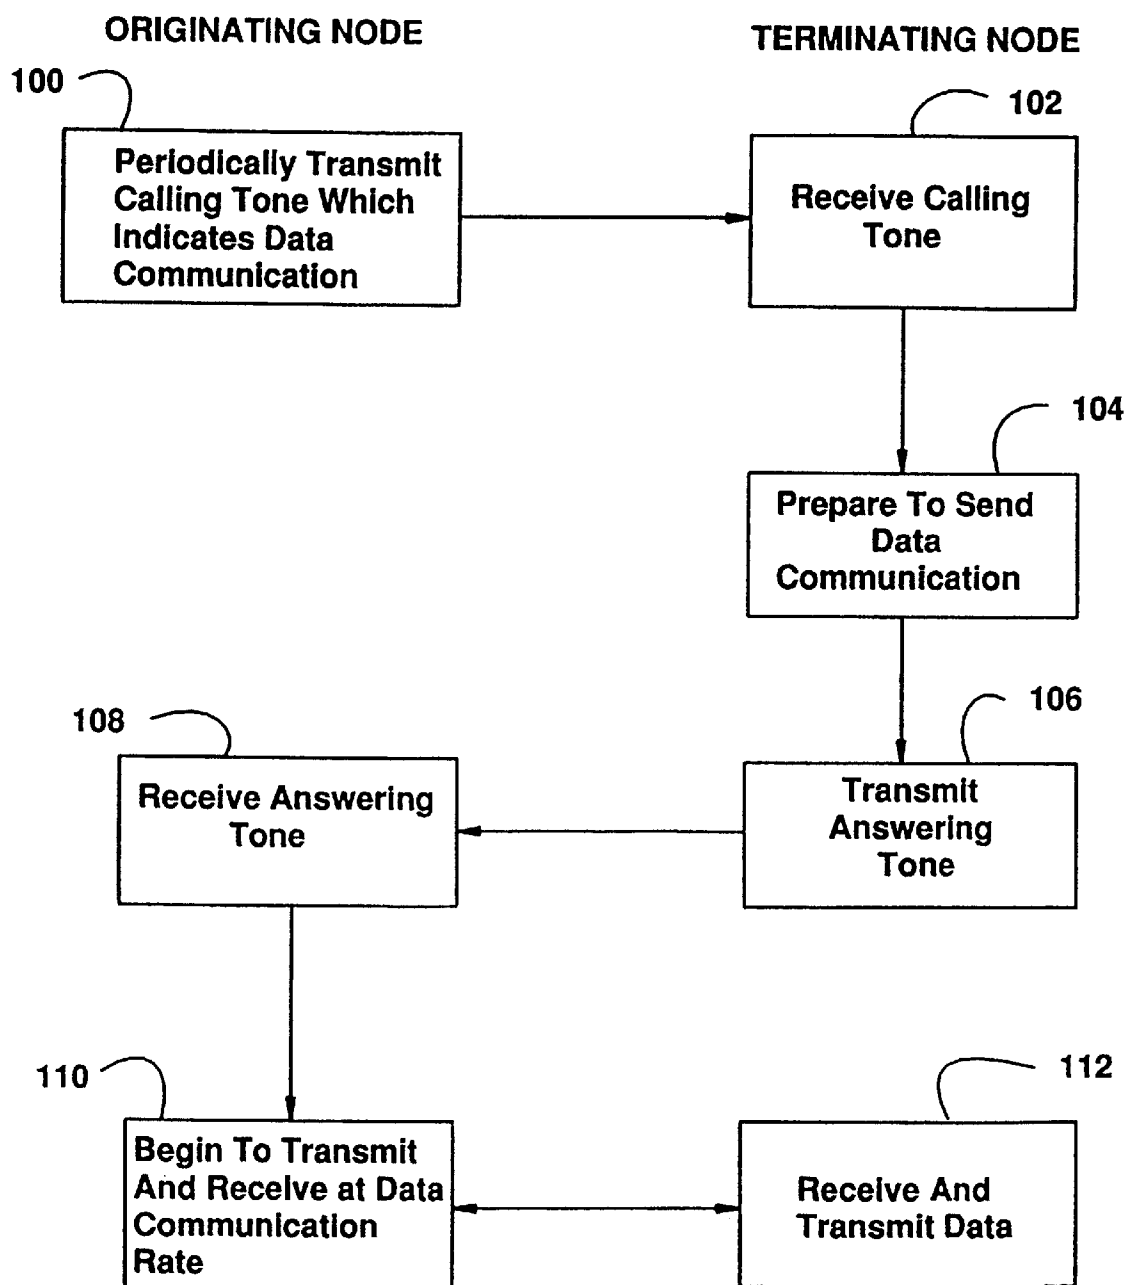 ORIGINATING NODE
TERMINATING NODE
100
102
Periodically Transmit
Calling Tone Which
Indicates Data
Communication
Receive Calling
Tone
104
Prepare To Send
Data
Communication
106
108
Transmit
Answering
Tone
Receive Answering
Tone
110
112
Begin To Transmit
And Receive at Data
Communication
Rate
Receive And
Transmit Data